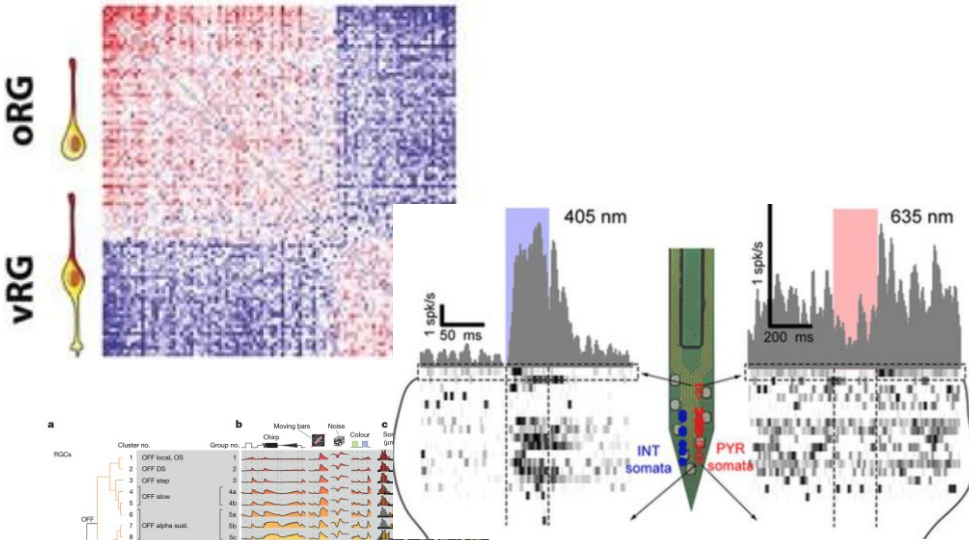 oRG
vRG
405 nm
1 spk/s
50 ms
635 nm
1 spk/s
200 ms
INT
somata
PYR
somata
a
b
c
Moving bars
Noise
Cluster no.
Group no.
Chirp
Colour
RGCs
1 OFF local, OS 1
2 OFF DS 2
3 OFF step 3
4 OFF slow 4a
5 4b
6 5a
OFF
7 OFF alpha sust. 5b
8 5c